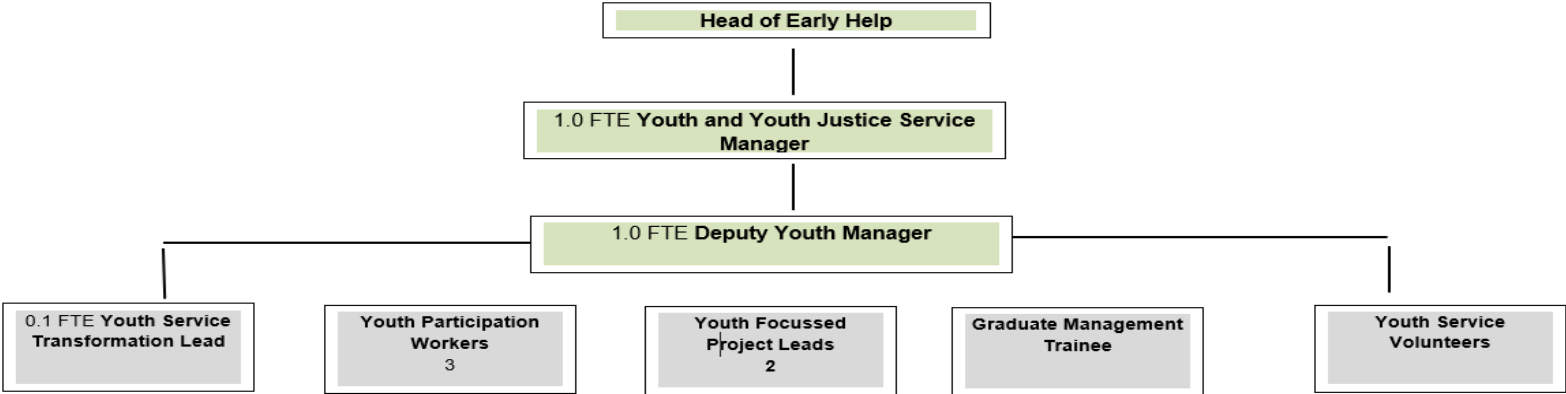 Head of Early Help
1.0 FTE Youth and Youth Justice Service
Manager
1.0 FTE Deputy Youth Manager
0.1 FTE Youth Service
Transformation Lead
Youth Participation
Workers
3
Youth Focussed
Project Leads
2
Graduate Management
Trainee
Youth Service
Volunteers